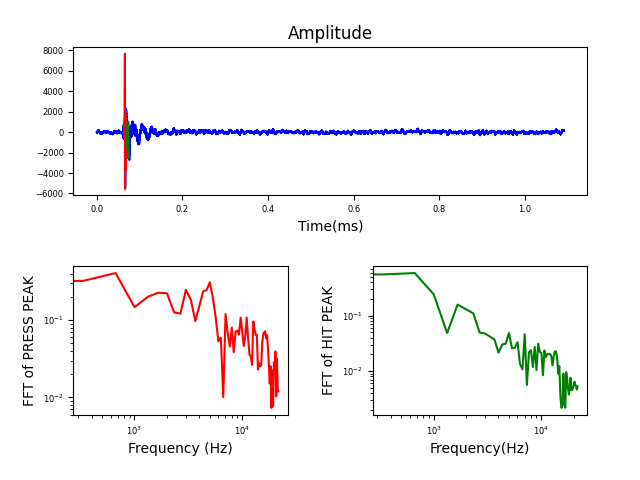 Amplitude
8000
6000
4000
2000
0
−2000
−4000
−6000
0.0 0.2 0.4 0.6 0.8 1.0
Time(ms)
FFT of PRESS PEAK
10⁻¹
10⁻²
10³ 10⁴
Frequency (Hz)
FFT of HIT PEAK
10⁻¹
10⁻²
10³ 10⁴
Frequency(Hz)